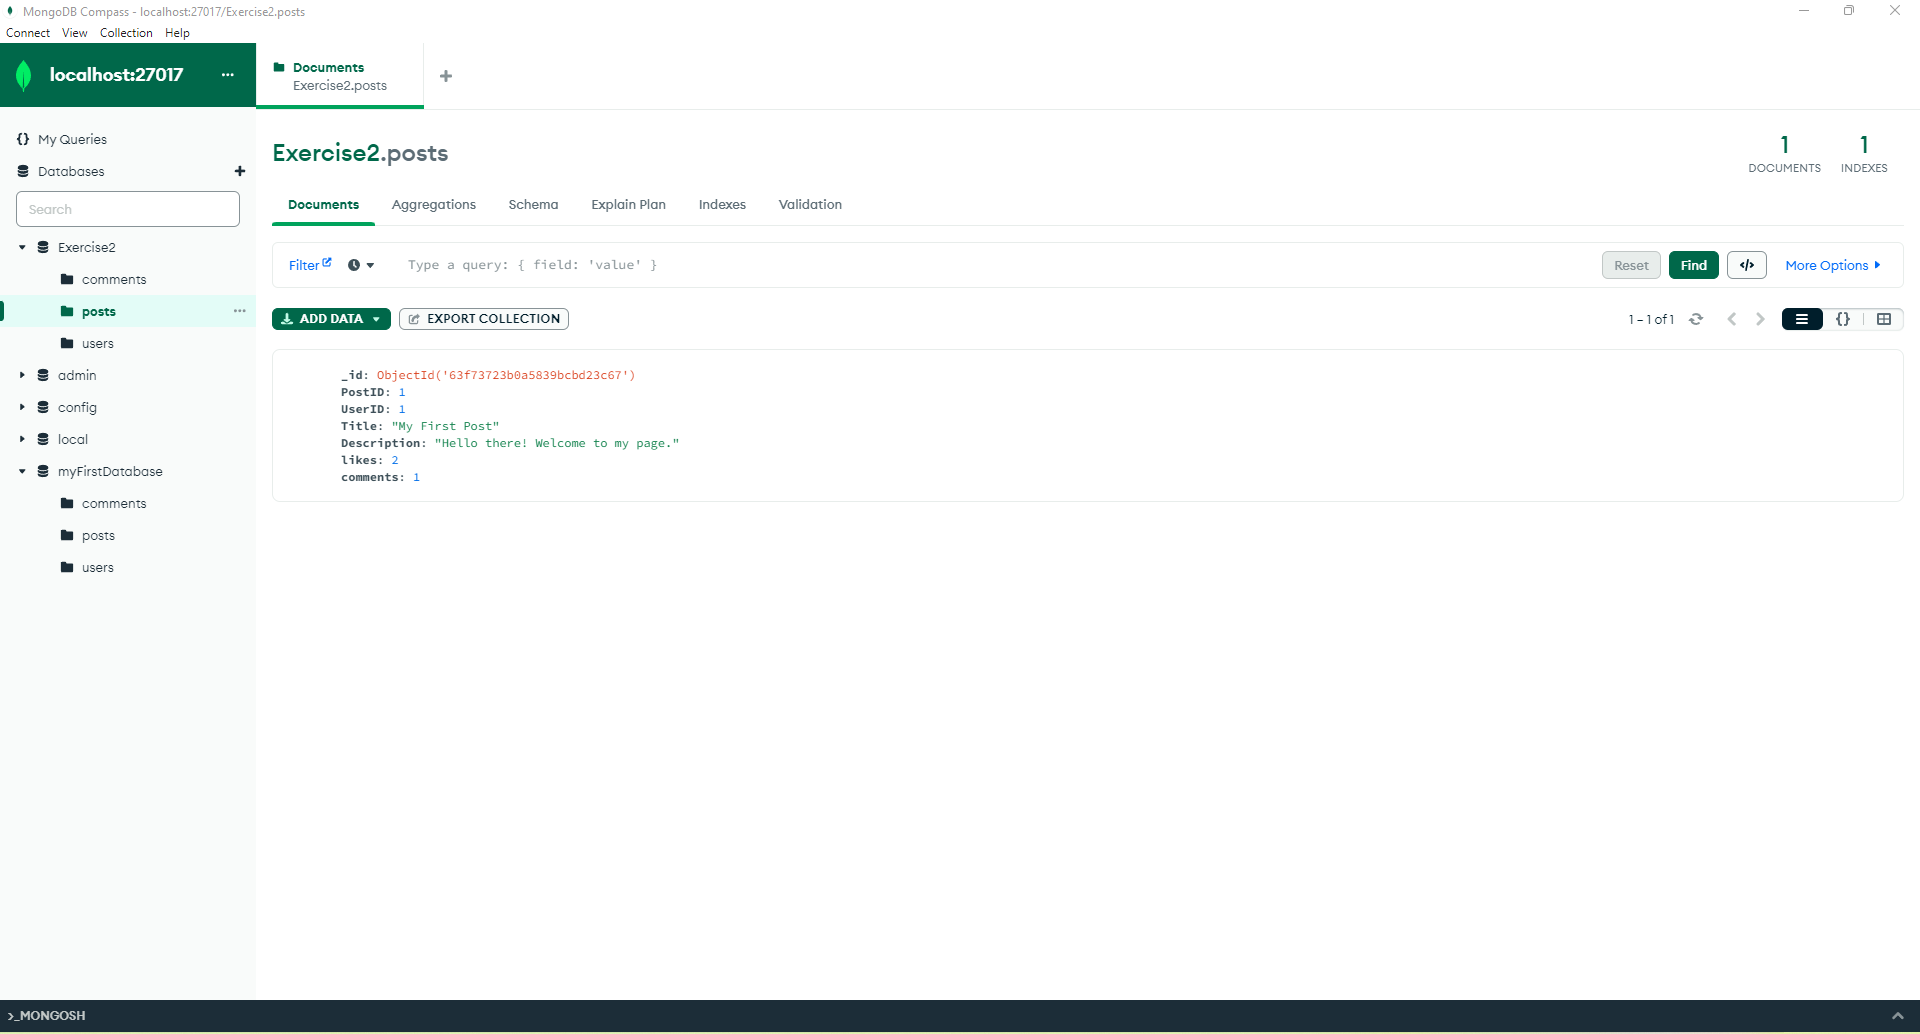 MongoDB Compass - localhost:27017/Exercise2.posts
Connect View Collection Help
localhost:27017 ...
Documents
Exercise2.posts
+
{} My Queries
Databases +
Search
Exercise2
comments
posts ...
users
admin
config
local
myFirstDatabase
comments
posts
users
Exercise2.posts
1 DOCUMENTS
1 INDEXES
Documents Aggregations Schema Explain Plan Indexes Validation
Filter Type a query: { field: 'value' } Reset Find </> More Options
ADD DATA EXPORT COLLECTION 1 – 1 of 1 {}
_id: ObjectId('63f73723b0a5839bcbd23c67')
PostID: 1
UserID: 1
Title: "My First Post"
Description: "Hello there! Welcome to my page."
likes: 2
comments: 1
>_MONGOSH